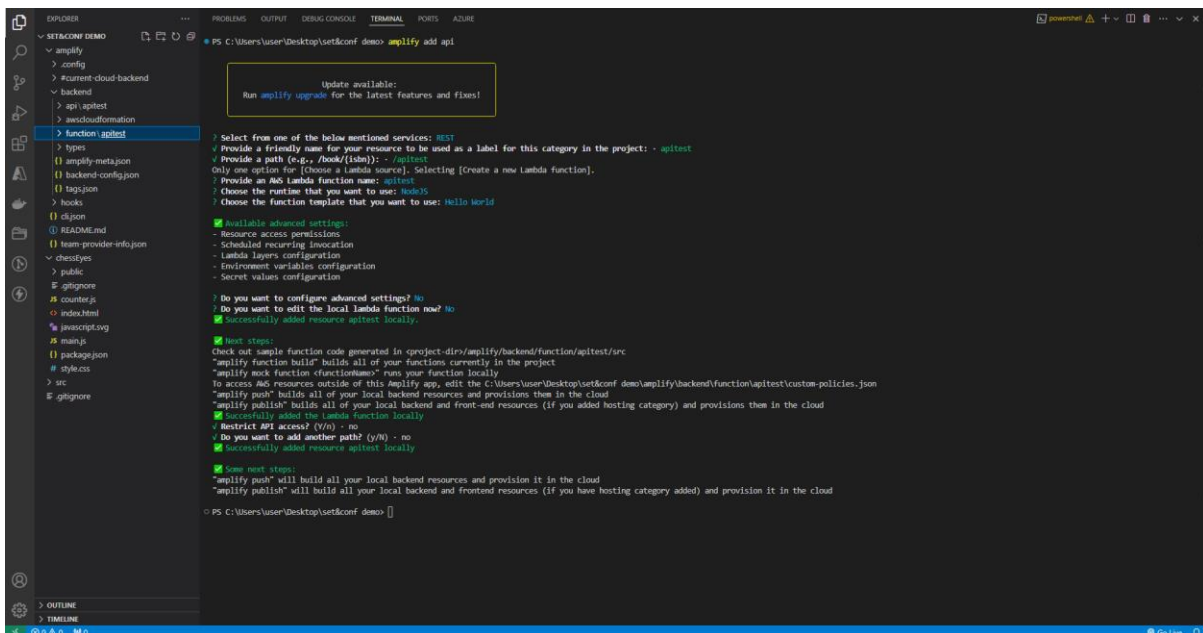 EXPLORER
SET&CONF DEMO
amplify
.config
#current-cloud-backend
backend
api\apitest
awscloudformation
function\apitest
types
amplify-meta.json
backend-config.json
tags.json
hooks
cli.json
README.md
team-provider-info.json
chessEyes
public
.gitignore
counter.js
index.html
javascript.svg
main.js
package.json
style.css
src
.gitignore
OUTLINE
TIMELINE
PROBLEMS OUTPUT DEBUG CONSOLE TERMINAL PORTS AZURE
powershell
PS C:\Users\user\Desktop\set&conf demo> amplify add api
Update available:
Run amplify upgrade for the latest features and fixes!
? Select from one of the below mentioned services: REST
√ Provide a friendly name for your resource to be used as a label for this category in the project: · apitest
√ Provide a path (e.g., /book/{isbn}): · /apitest
Only one option for [Choose a Lambda source]. Selecting [Create a new Lambda function].
? Provide an AWS Lambda function name: apitest
? Choose the runtime that you want to use: NodeJS
? Choose the function template that you want to use: Hello World
✅ Available advanced settings:
- Resource access permissions
- Scheduled recurring invocation
- Lambda layers configuration
- Environment variables configuration
- Secret values configuration
? Do you want to configure advanced settings? No
? Do you want to edit the local lambda function now? No
✅ Successfully added resource apitest locally.
✅ Next steps:
Check out sample function code generated in <project-dir>/amplify/backend/function/apitest/src
"amplify function build" builds all of your functions currently in the project
"amplify mock function <functionName>" runs your function locally
To access AWS resources outside of this Amplify app, edit the C:\Users\user\Desktop\set&conf demo\amplify\backend\function\apitest\custom-policies.json
"amplify push" builds all of your local backend resources and provisions them in the cloud
"amplify publish" builds all of your local backend and front-end resources (if you added hosting category) and provisions them in the cloud
✅ Succesfully added the Lambda function locally
√ Restrict API access? (Y/n) · no
√ Do you want to add another path? (y/N) · no
✅ Successfully added resource apitest locally
✅ Some next steps:
"amplify push" will build all your local backend resources and provision it in the cloud
"amplify publish" will build all your local backend and frontend resources (if you have hosting category added) and provision it in the cloud
PS C:\Users\user\Desktop\set&conf demo>
Go Live